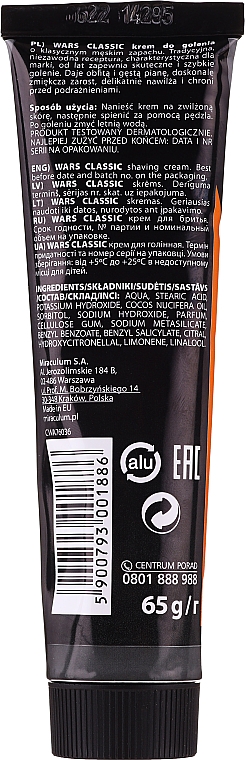 0622 14295
PL) WARS CLASSIC krem do golenia
o klasycznym męskim zapachu. Tradycyjna,
niezawodna receptura, charakterystyczna dla
marki, zapewnia skuteczne i szybkie
golenie. Daje obfitą i gęstą pianę, doskonale
zmiękcza zarost, delikatnie nawilża i chroni
przed podrażnieniami.
Sposób użycia: Nanieść krem na zwilżoną
skórę, następnie spienić za pomocą pędzla.
Po goleniu zmyć letnią wodą.
PRODUKT TESTOWANY DERMATOLOGICZNIE.
NAJLEPIEJ ZUŻYĆ PRZED KOŃCEM: DATA I NR
SERII NA OPAKOWANIU.
ENG) WARS CLASSIC shaving cream. Best
before date and batch no. on the packaging.
LV) WARS CLASSIC skrēms. Derīguma
termiņš, sērijas nr. skat. uz iepakojuma.
LT) WARS CLASSIC skremas. Geriausias
naudoti iki datos, nurodytos ant įpakavimo.
RU) WARS CLASSIC крем для бритья.
Срок годности, № партии и номинальный
объем на упаковке.
UA) WARS CLASSIC крем для гоління. Термін
придатності та номер серії на упаковці. Умови
зберігання: від +5°C до +25°C в недоступному
місці для дітей.
INGREDIENTS/SKŁADNIKI/SUDĖTIS/SASTĀVS
/СОСТАВ/СКЛАД/INCI: AQUA, STEARIC ACID,
POTASSIUM HYDROXIDE, COCOS NUCIFERA OIL,
SORBITOL, SODIUM HYDROXIDE, PARFUM,
CELLULOSE GUM, SODIUM METASILICATE,
BENZYL BENZOATE, BENZYL SALICYLATE, CITRAL,
HYDROXYCITRONELLAL, LIMONENE, LINALOOL.
Miraculum S.A.
Al. Jerozolimskie 184 B,
02-486 Warszawa
ul. Prof. M. Bobrzyńskiego 14
30-348 Kraków, Polska
Made in EU
miraculum.pl
CWK76036
5 900793 001886
alu
EAC
CENTRUM PORAD
0801 888 988
65 g/г